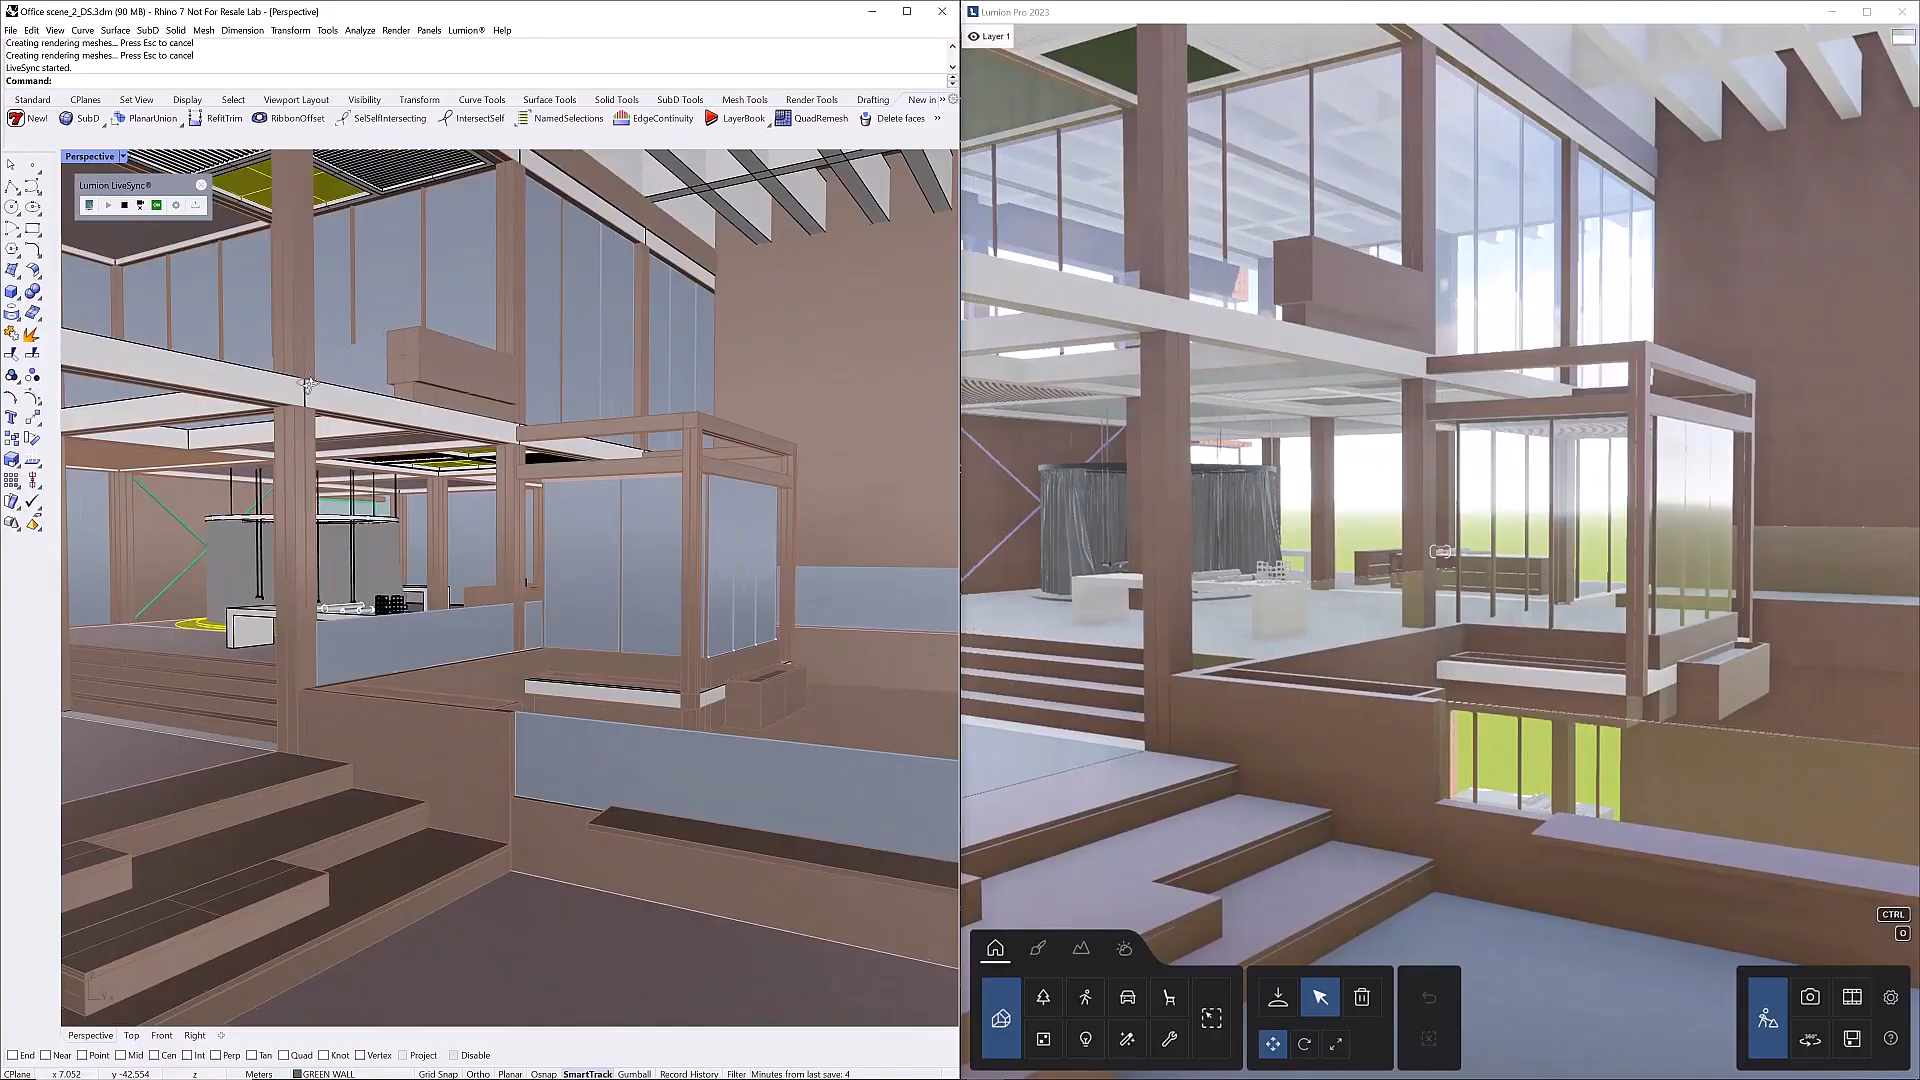 Office scene_2_DS.3dm (90 MB) - Rhino 7 Not For Resale Lab - [Perspective]
File Edit View Curve Surface SubD Solid Mesh Dimension Transform Tools Analyze Render Panels Lumion® Help
Creating rendering meshes... Press Esc to cancel
Creating rendering meshes... Press Esc to cancel
LiveSync started.
Command:
Standard CPlanes Set View Display Select Viewport Layout Visibility Transform Curve Tools Surface Tools Solid Tools SubD Tools Mesh Tools Render Tools Drafting New in »
New! SubD PlanarUnion RefitTrim RibbonOffset SelSelfIntersecting IntersectSelf NamedSelections EdgeContinuity LayerBook QuadRemesh Delete faces »
Perspective
Lumion LiveSync®
ON
Perspective Top Front Right
End Near Point Mid Cen Int Perp Tan Quad Knot Vertex Project Disable
CPlane x 7.052 y -42.554 z Meters GREEN WALL Grid Snap Ortho Planar Osnap SmartTrack Gumball Record History Filter Minutes from last save: 4
Lumion Pro 2023
Layer 1
CTRL
O
360°